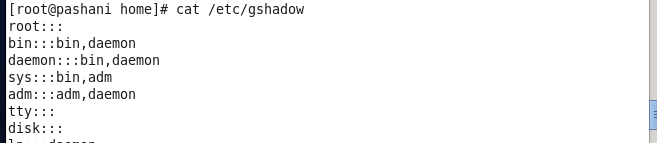 [root@pashani home]# cat /etc/gshadow
root:::
bin:::bin,daemon
daemon:::bin,daemon
sys:::bin,adm
adm:::adm,daemon
tty:::
disk:::